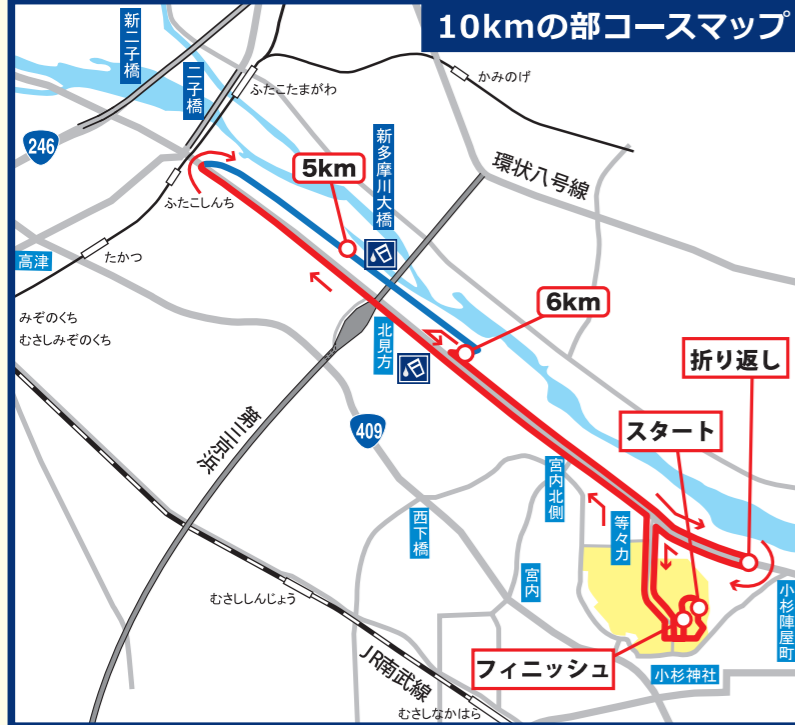 10kmの部コースマップ
新二子橋
二子橋
ふたこたまがわ
かみのげ
246
新多摩川大橋
環状八号線
5km
ふたこしんち
高津
たかつ
6km
みぞのくち
むさしみぞのくち
北見方
折り返し
スタート
409
第三京浜
宮内北側
等々力
西下橋
宮内
小杉陣屋町
むさししんじょう
フィニッシュ
小杉神社
JR南武線
むさしなかはら